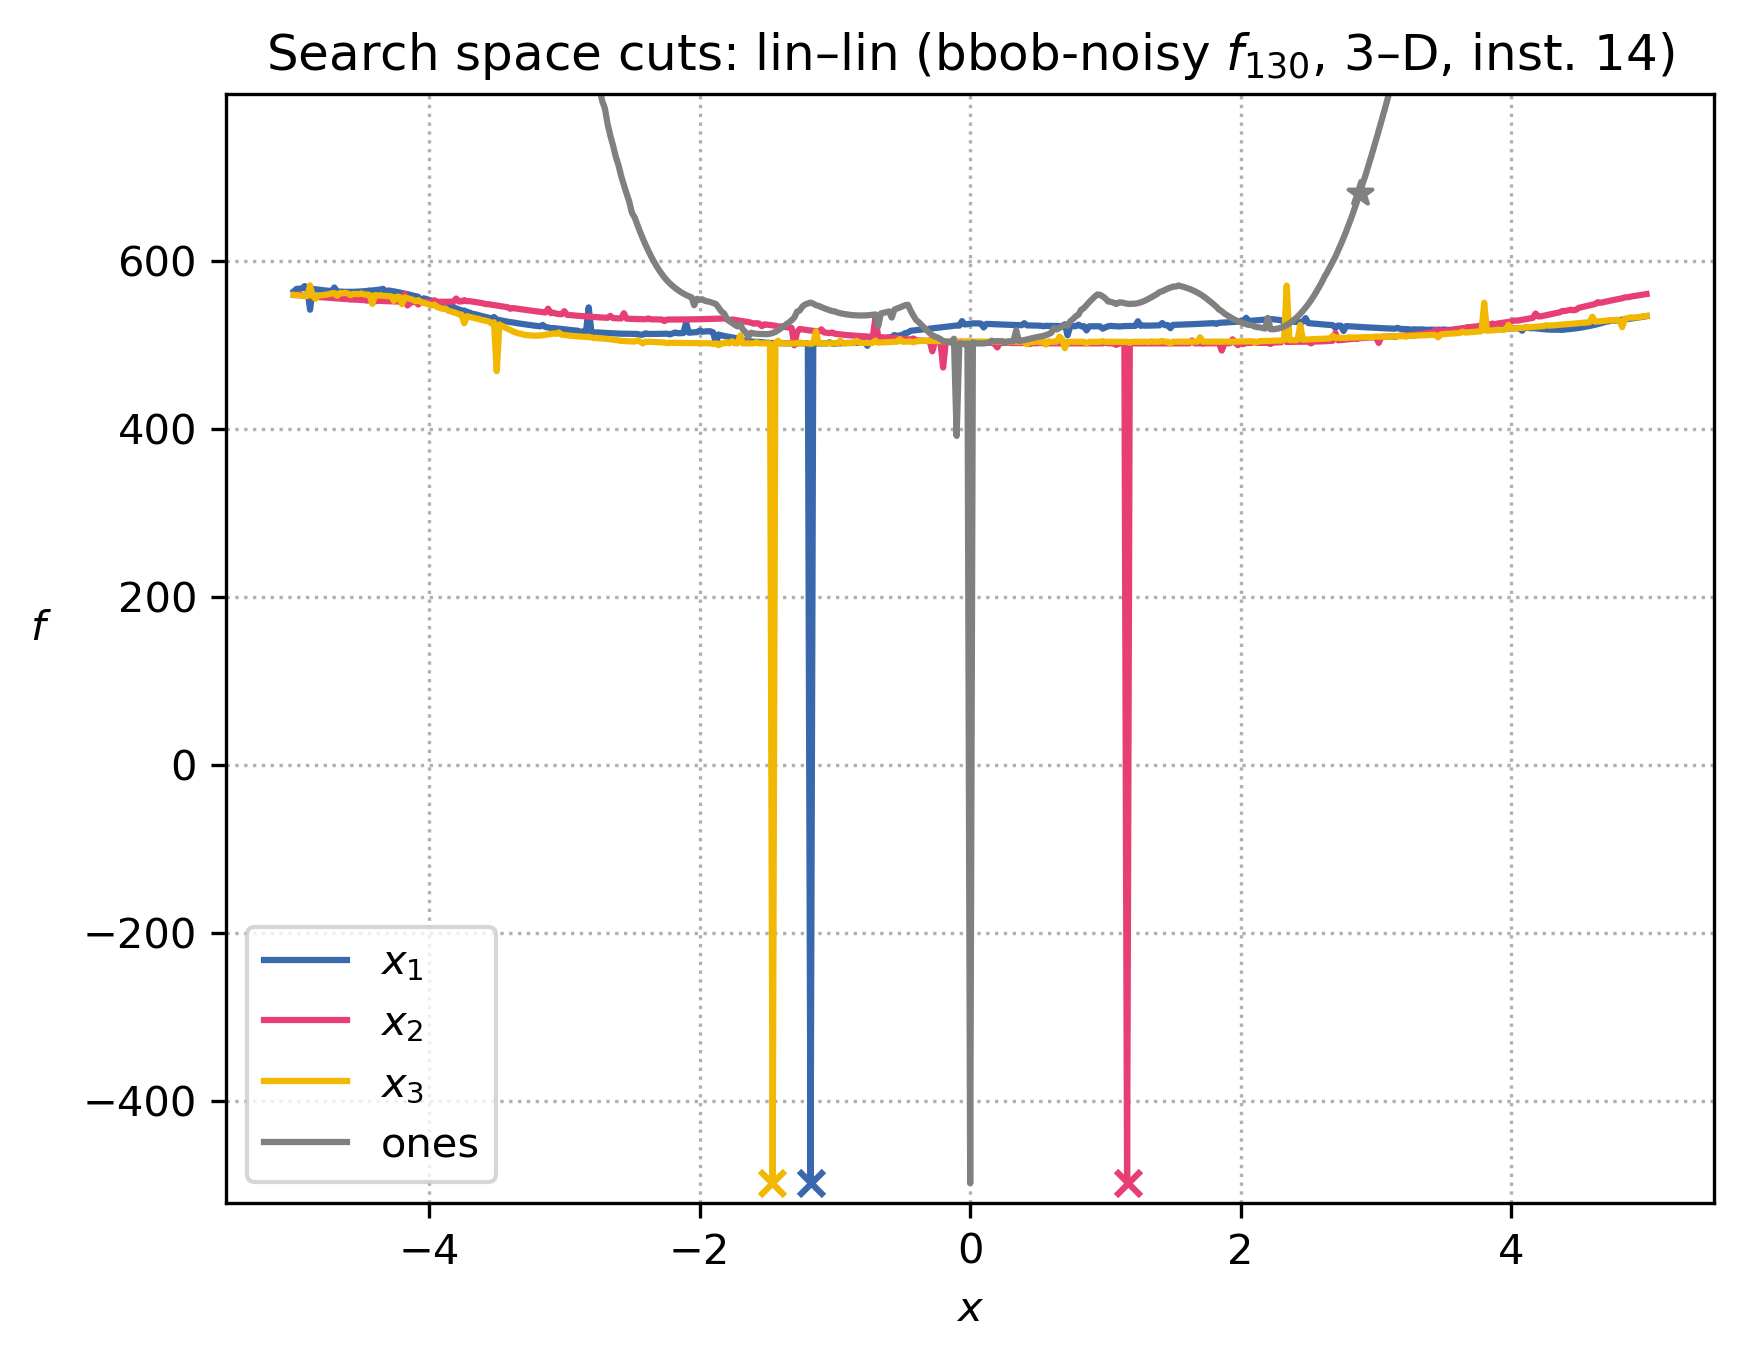 Search space cuts: lin–lin (bbob-noisy f₁₃₀, 3–D, inst. 14)
600
400
200
0
−200
−400
f
x₁
x₂
x₃
ones
−4 −2 0 2 4
x